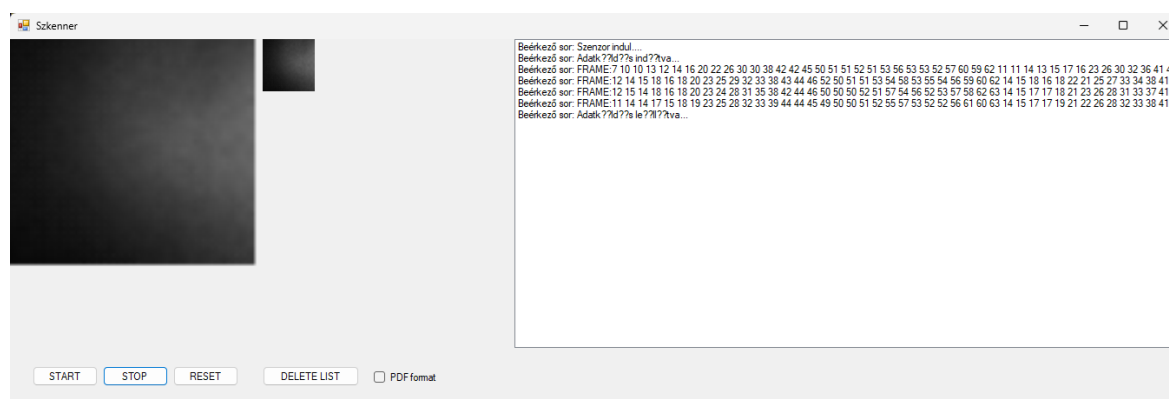 Szkenner
Beérkező sor: Szenzor indul....
Beérkező sor: Adatk??ld??s ind??tva...
Beérkező sor: FRAME:7 10 10 13 12 14 16 20 22 26 30 30 38 42 42 45 50 51 51 52 51 53 56 53 53 52 57 60 59 62 11 11 14 13 15 17 16 23 26 30 32 36 41 4
Beérkező sor: FRAME:12 14 15 18 16 18 20 23 25 29 32 33 38 43 44 46 52 50 51 51 53 54 58 53 55 54 56 59 60 62 14 15 18 16 18 22 21 25 27 33 34 38 41
Beérkező sor: FRAME:12 15 14 18 16 18 20 23 24 28 31 35 38 42 44 46 50 50 50 52 51 57 54 56 52 53 57 58 62 63 14 15 17 17 18 21 23 26 28 31 33 37 41
Beérkező sor: FRAME:11 14 14 17 15 18 19 23 25 28 32 33 39 44 44 45 49 50 50 51 52 55 57 53 52 52 56 61 60 63 14 15 17 17 19 21 22 26 28 32 33 38 41
Beérkező sor: Adatk??ld??s le??ll??tva...
START STOP RESET DELETE LIST PDF format